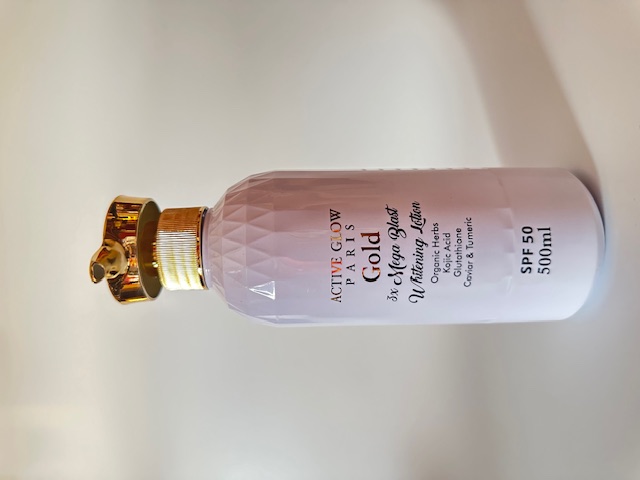 ACTIVE GLOW
PARIS
Gold
3x Mega Blast
Whitening Lotion
Organic Herbs
Kojic Acid
Glutathione
Caviar & Tumeric
SPF 50
500ml